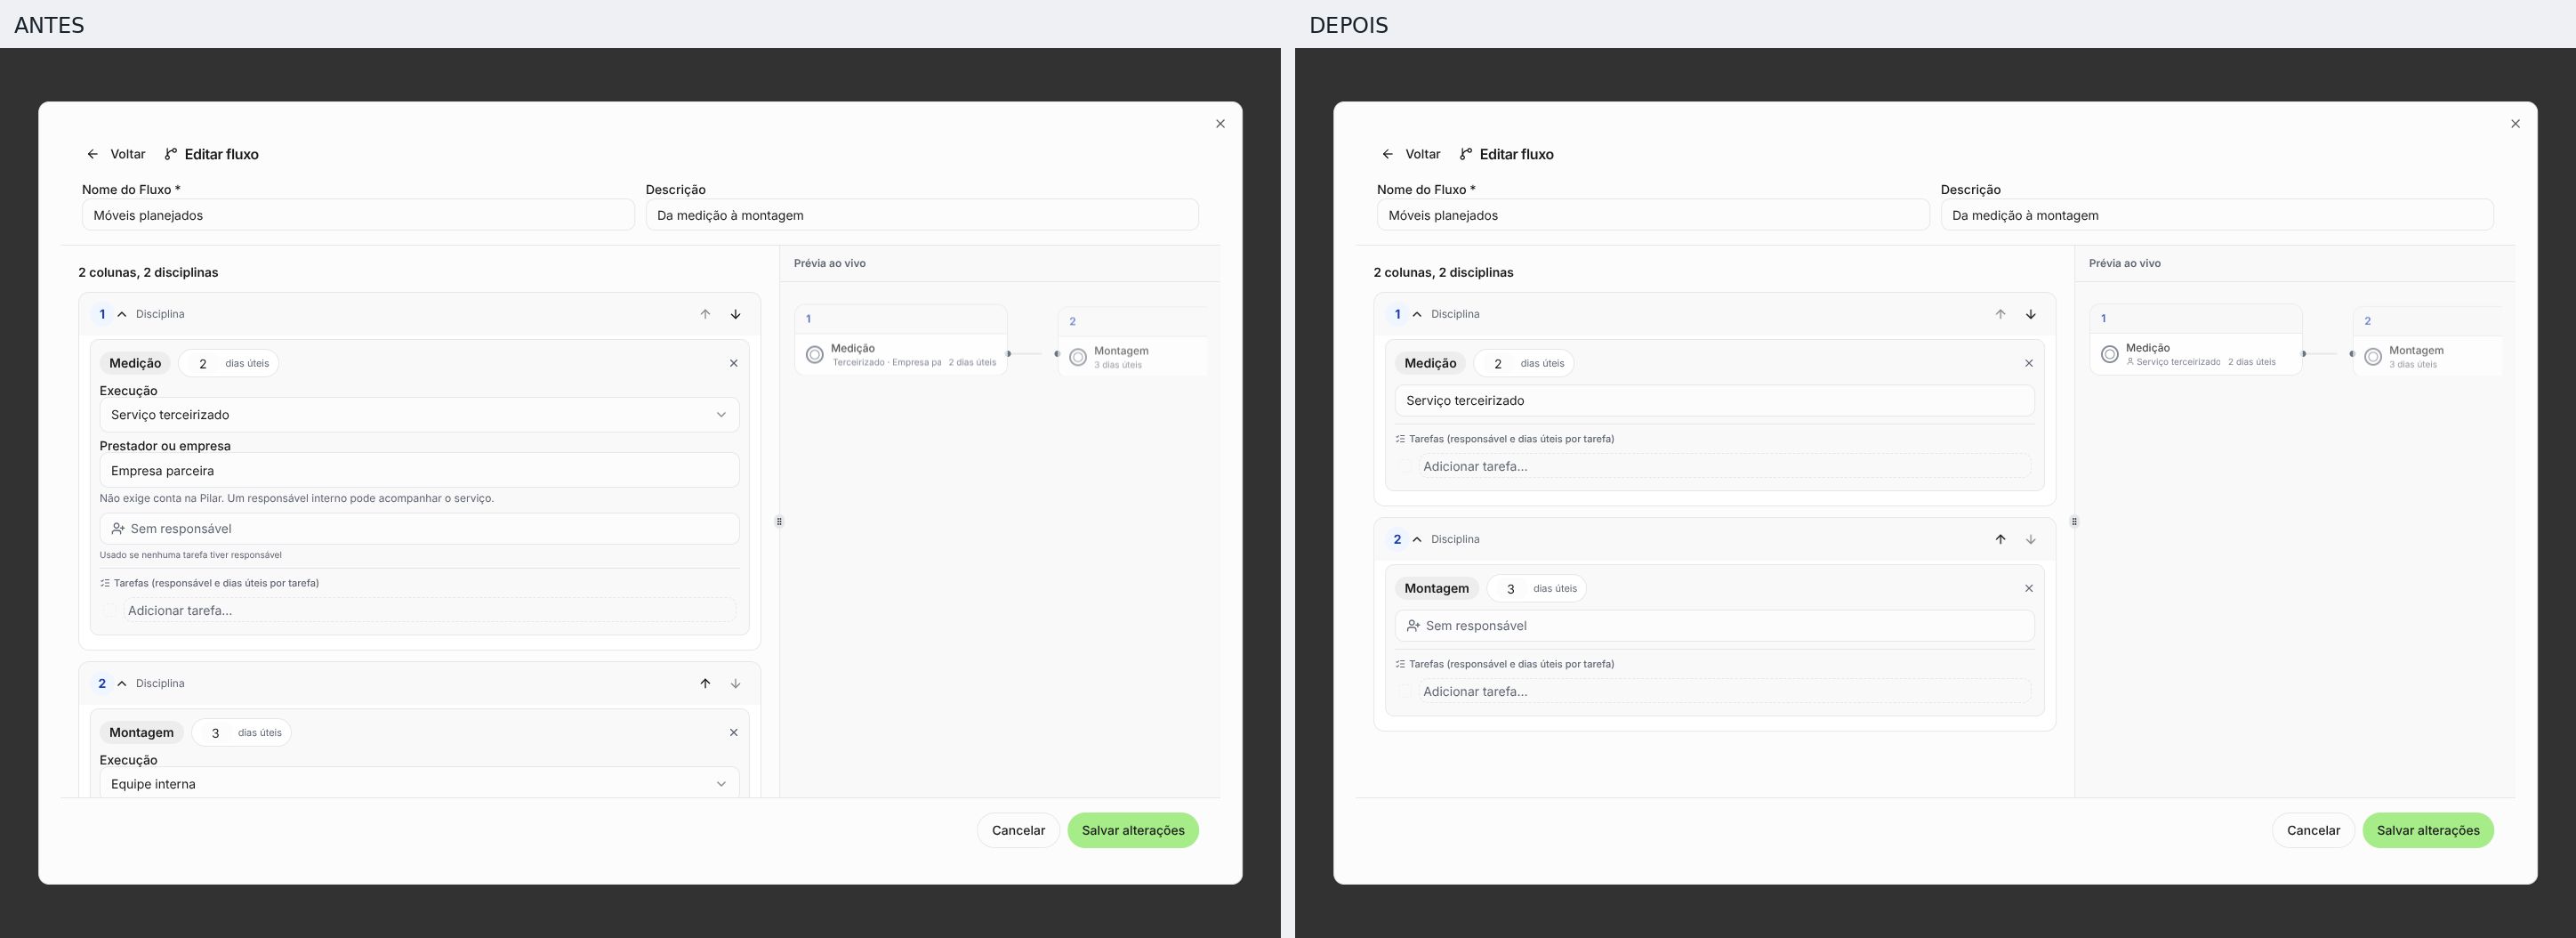 ANTES
Voltar
Editar fluxo
Nome do Fluxo *
Descrição
Móveis planejados
Da medição à montagem
2 colunas, 2 disciplinas
1
Disciplina
Medição
2
dias úteis
Execução
Serviço terceirizado
Prestador ou empresa
Empresa parceira
Não exige conta na Pilar. Um responsável interno pode acompanhar o serviço.
Sem responsável
Usado se nenhuma tarefa tiver responsável
Tarefas (responsável e dias úteis por tarefa)
Adicionar tarefa...
2
Disciplina
Montagem
3
dias úteis
Execução
Equipe interna
Prévia ao vivo
1
Medição
Terceirizado · Empresa pa
2 dias úteis
2
Montagem
3 dias úteis
Cancelar
Salvar alterações
DEPOIS
Voltar
Editar fluxo
Nome do Fluxo *
Descrição
Móveis planejados
Da medição à montagem
2 colunas, 2 disciplinas
1
Disciplina
Medição
2
dias úteis
Serviço terceirizado
Tarefas (responsável e dias úteis por tarefa)
Adicionar tarefa...
2
Disciplina
Montagem
3
dias úteis
Sem responsável
Tarefas (responsável e dias úteis por tarefa)
Adicionar tarefa...
Prévia ao vivo
1
Medição
Serviço terceirizado
2 dias úteis
2
Montagem
3 dias úteis
Cancelar
Salvar alterações